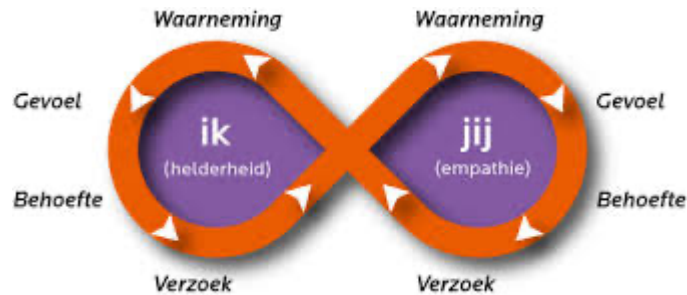 Waarneming
Waarneming
Gevoel
Gevoel
ik
(helderheid)
jij
(empathie)
Behoefte
Behoefte
Verzoek
Verzoek